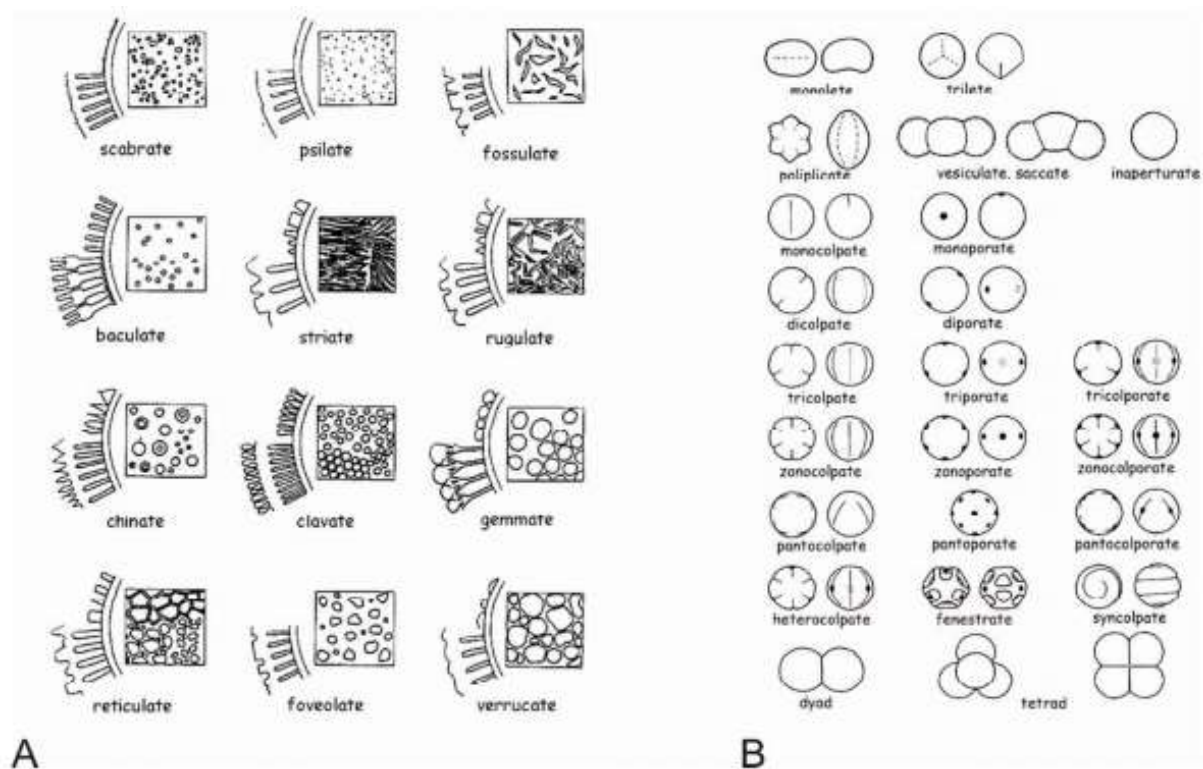 scabrate psilate fossulate
baculate striate rugulate
chinate clavate gemmate
reticulate foveolate verrucate
A
monolete trilete
poliplicate vesiculate, saccate inaperturate
monocolpate monoporate
dicolpate diporate
tricolpate triporate tricolporate
zonocolpate zonoporate zonocolporate
pantocolpate pantoporate pantocolporate
heterocolpate fenestrate syncolpate
dyad tetrad
B